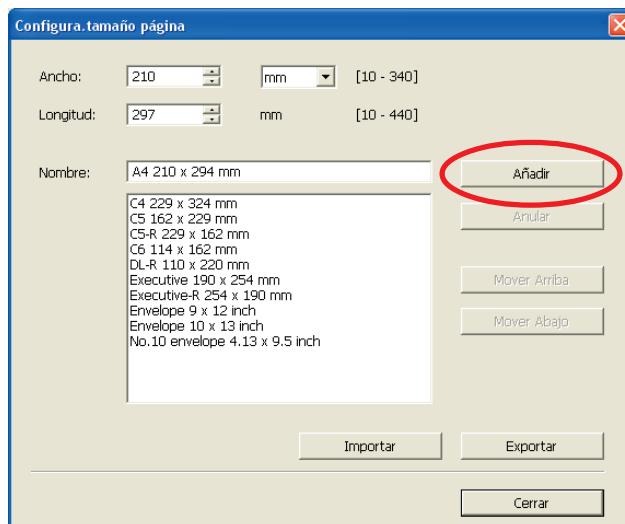 Configura.tamaño página
Ancho: 210 mm [10 - 340]
Longitud: 297 mm [10 - 440]
Nombre: A4 210 x 294 mm Añadir
C4 229 x 324 mm
C5 162 x 229 mm
C5-R 229 x 162 mm
C6 114 x 162 mm
DL-R 110 x 220 mm
Executive 190 x 254 mm
Executive-R 254 x 190 mm
Envelope 9 x 12 inch
Envelope 10 x 13 inch
No.10 envelope 4.13 x 9.5 inch
Anular
Mover Arriba
Mover Abajo
Importar Exportar
Cerrar